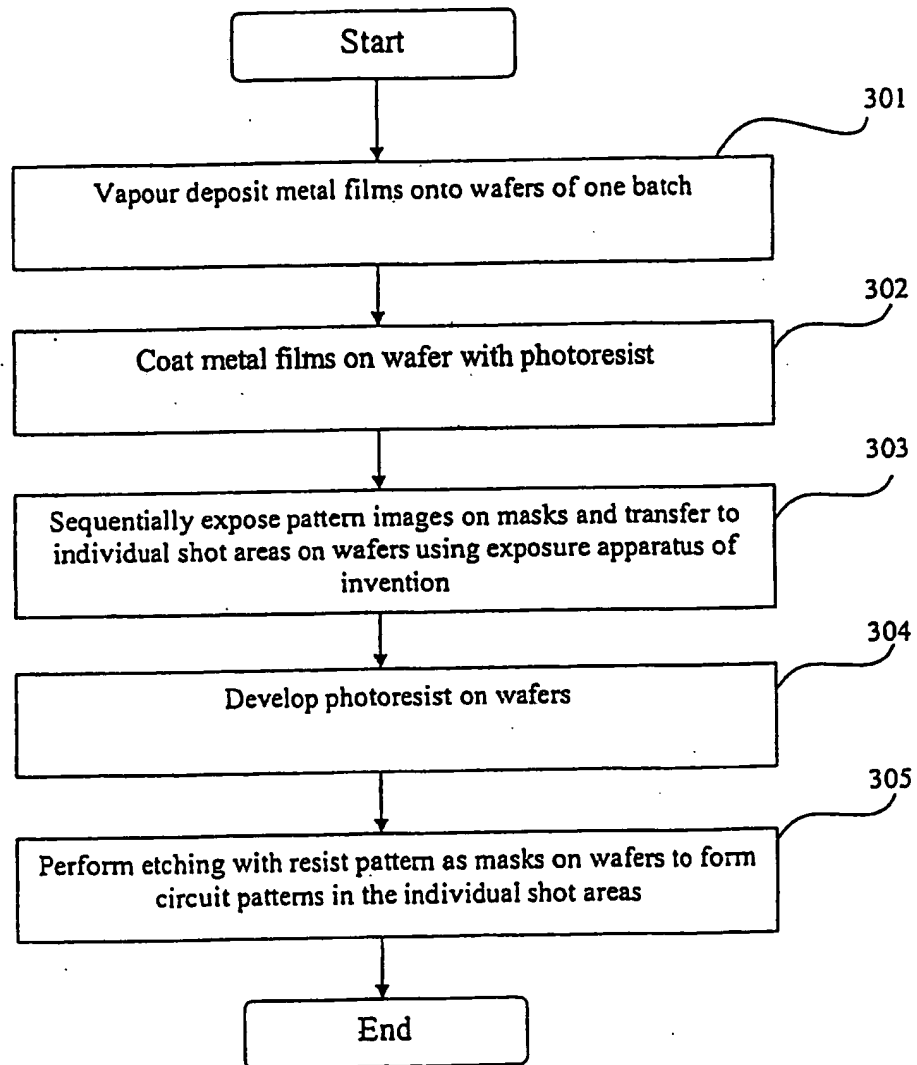 Start
301
Vapour deposit metal films onto wafers of one batch
302
Coat metal films on wafer with photoresist
303
Sequentially expose pattern images on masks and transfer to
individual shot areas on wafers using exposure apparatus of
invention
304
Develop photoresist on wafers
305
Perform etching with resist pattern as masks on wafers to form
circuit patterns in the individual shot areas
End